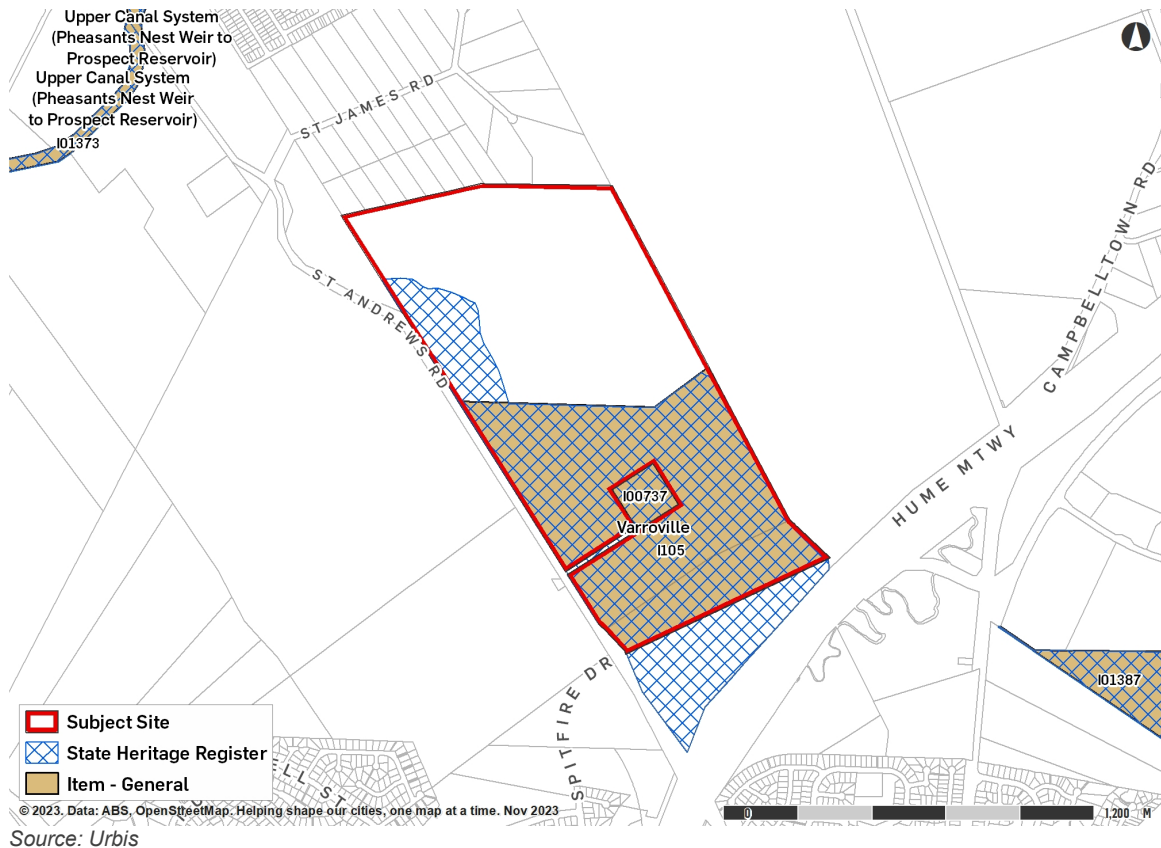 Upper Canal System
(Pheasants Nest Weir to
Prospect Reservoir)
Upper Canal System
(Pheasants Nest Weir
to Prospect Reservoir)
I01373
ST JAMES RD
ST ANDREWS RD
CAMPBELLTOWN RD
HUME MTWY
I00737
Varroville
I105
I01387
SPITFIRE DR
ELL ST
Subject Site
State Heritage Register
Item - General
© 2023. Data: ABS, OpenStreetMap. Helping shape our cities, one map at a time. Nov 2023
0
1,200 M
Source: Urbis